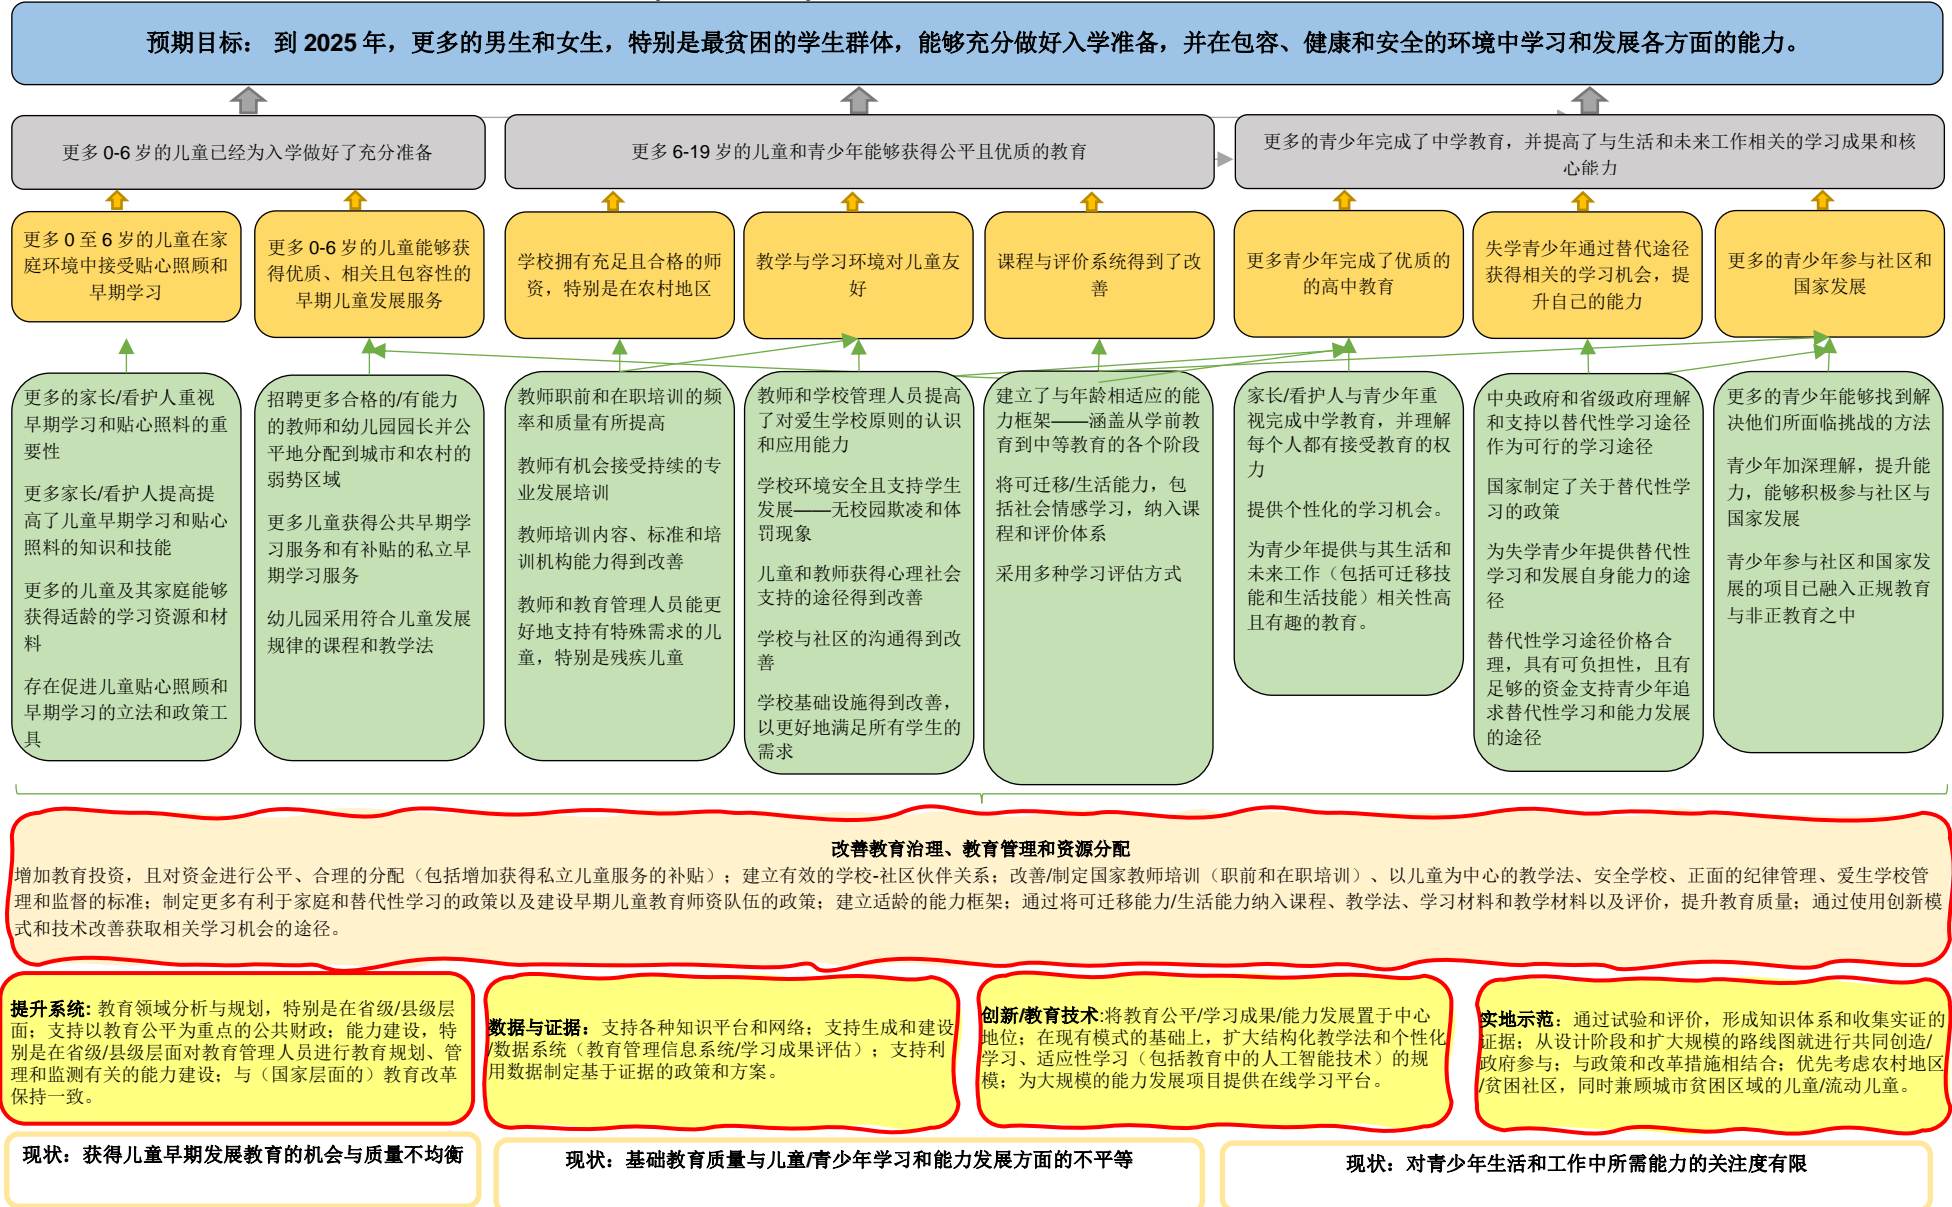 预期目标： 到 2025 年，更多的男生和女生，特别是最贫困的学生群体，能够充分做好入学准备，并在包容、健康和安全的环境中学习和发展各方面的能力。
更多 0-6 岁的儿童已经为入学做好了充分准备
更多 6-19 岁的儿童和青少年能够获得公平且优质的教育
更多的青少年完成了中学教育，并提高了与生活和未来工作相关的学习成果和核
心能力
更多 0 至 6 岁的儿童在家
庭环境中接受贴心照顾和
早期学习
更多 0-6 岁的儿童能够获
得优质、相关且包容性的
早期儿童发展服务
学校拥有充足且合格的师
资，特别是在农村地区
教学与学习环境对儿童友
好
课程与评价系统得到了改
善
更多青少年完成了优质的
的高中教育
失学青少年通过替代途径
获得相关的学习机会，提
升自己的能力
更多的青少年参与社区和
国家发展
更多的家长/看护人重视
早期学习和贴心照料的重
要性
更多家长/看护人提高提
高了儿童早期学习和贴心
照料的知识和技能
更多的儿童及其家庭能够
获得适龄的学习资源和材
料
存在促进儿童贴心照顾和
早期学习的立法和政策工
具
招聘更多合格的/有能力
的教师和幼儿园园长并公
平地分配到城市和农村的
弱势区域
更多儿童获得公共早期学
习服务和有补贴的私立早
期学习服务
幼儿园采用符合儿童发展
规律的课程和教学法
教师职前和在职培训的频
率和质量有所提高
教师有机会接受持续的专
业发展培训
教师培训内容、标准和培
训机构能力得到改善
教师和教育管理人员能更
好地支持有特殊需求的儿
童，特别是残疾儿童
教师和学校管理人员提高
了对爱生学校原则的认识
和应用能力
学校环境安全且支持学生
发展——无校园欺凌和体
罚现象
儿童和教师获得心理社会
支持的途径得到改善
学校与社区的沟通得到改
善
学校基础设施得到改善，
以更好地满足所有学生的
需求
建立了与年龄相适应的能
力框架——涵盖从学前教
育到中等教育的各个阶段
将可迁移/生活能力，包
括社会情感学习，纳入课
程和评价体系
采用多种学习评估方式
家长/看护人与青少年重
视完成中学教育，并理解
每个人都有接受教育的权
力
提供个性化的学习机会。
为青少年提供与其生活和
未来工作（包括可迁移技
能和生活技能）相关性高
且有趣的教育。
中央政府和省级政府理解
和支持以替代性学习途径
作为可行的学习途径
国家制定了关于替代性学
习的政策
为失学青少年提供替代性
学习和发展自身能力的途
径
替代性学习途径价格合
理，具有可负担性，且有
足够的资金支持青少年追
求替代性学习和能力发展
的途径
更多的青少年能够找到解
决他们所面临挑战的方法
青少年加深理解，提升能
力，能够积极参与社区与
国家发展
青少年参与社区和国家发
展的项目已融入正规教育
与非正教育之中
改善教育治理、教育管理和资源分配
增加教育投资，且对资金进行公平、合理的分配（包括增加获得私立儿童服务的补贴）；建立有效的学校-社区伙伴关系；改善/制定国家教师培训（职前和在职培训）、以儿童为中心的教学法、安全学校、正面的纪律管理、爱生学校管
理和监督的标准；制定更多有利于家庭和替代性学习的政策以及建设早期儿童教育师资队伍的政策；建立适龄的能力框架；通过将可迁移能力/生活能力纳入课程、教学法、学习材料和教学材料以及评价，提升教育质量；通过使用创新模
式和技术改善获取相关学习机会的途径。
提升系统: 教育领域分析与规划，特别是在省级/县级层
面；支持以教育公平为重点的公共财政；能力建设，特
别是在省级/县级层面对教育管理人员进行教育规划、管
理和监测有关的能力建设；与（国家层面的）教育改革
保持一致。
数据与证据：支持各种知识平台和网络；支持生成和建设
/数据系统（教育管理信息系统/学习成果评估）；支持利
用数据制定基于证据的政策和方案。
创新/教育技术:将教育公平/学习成果/能力发展置于中心
地位；在现有模式的基础上，扩大结构化教学法和个性化
学习、适应性学习（包括教育中的人工智能技术）的规
模；为大规模的能力发展项目提供在线学习平台。
实地示范：通过试验和评价，形成知识体系和收集实证的
证据；从设计阶段和扩大规模的路线图就进行共同创造/
政府参与；与政策和改革措施相结合；优先考虑农村地区
/贫困社区，同时兼顾城市贫困区域的儿童/流动儿童。
现状：获得儿童早期发展教育的机会与质量不均衡
现状：基础教育质量与儿童/青少年学习和能力发展方面的不平等
现状：对青少年生活和工作中所需能力的关注度有限